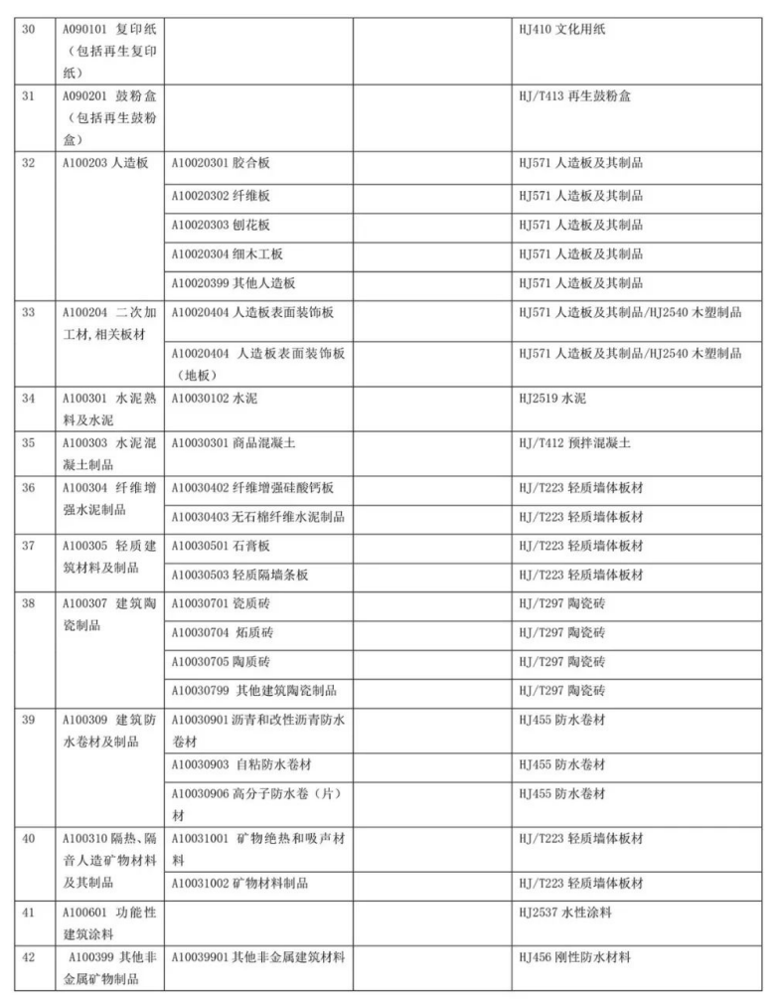 30 A090101 复印纸 HJ410 文化用纸
（包括再生复印
纸）
31 A090201 鼓粉盒 HJ/T413 再生鼓粉盒
（包括再生鼓粉
盒）
32 A100203 人造板 A10020301 胶合板 HJ571 人造板及其制品
A10020302 纤维板 HJ571 人造板及其制品
A10020303 刨花板 HJ571 人造板及其制品
A10020304 细木工板 HJ571 人造板及其制品
A10020399 其他人造板 HJ571 人造板及其制品
33 A100204 二次加 A10020404 人造板表面装饰板 HJ571 人造板及其制品/HJ2540 木塑制品
工材,相关板材
A10020404 人造板表面装饰板 HJ571 人造板及其制品/HJ2540 木塑制品
（地板）
34 A100301 水泥熟 A10030102 水泥 HJ2519 水泥
料及水泥
35 A100303 水泥混 A10030301 商品混凝土 HJ/T412 预拌混凝土
凝土制品
36 A100304 纤维增 A10030402 纤维增强硅酸钙板 HJ/T223 轻质墙体板材
强水泥制品
A10030403 无石棉纤维水泥制品 HJ/T223 轻质墙体板材
37 A100305 轻质建 A10030501 石膏板 HJ/T223 轻质墙体板材
筑材料及制品
A10030503 轻质隔墙条板 HJ/T223 轻质墙体板材
38 A100307 建筑陶 A10030701 瓷质砖 HJ/T297 陶瓷砖
瓷制品
A10030704 炻质砖 HJ/T297 陶瓷砖
A10030705 陶质砖 HJ/T297 陶瓷砖
A10030799 其他建筑陶瓷制品 HJ/T297 陶瓷砖
39 A100309 建筑防 A10030901 沥青和改性沥青防水 HJ455 防水卷材
水卷材及制品 卷材
A10030903 自粘防水卷材 HJ455 防水卷材
A10030906 高分子防水卷（片） HJ455 防水卷材
材
40 A100310 隔热、隔 A10031001 矿物绝热和吸声材 HJ/T223 轻质墙体板材
音人造矿物材料 料
及其制品 A10031002 矿物材料制品 HJ/T223 轻质墙体板材
41 A100601 功能性 HJ2537 水性涂料
建筑涂料
42 A100399 其他非 A10039901 其他非金属建筑材料 HJ456 刚性防水材料
金属矿物制品